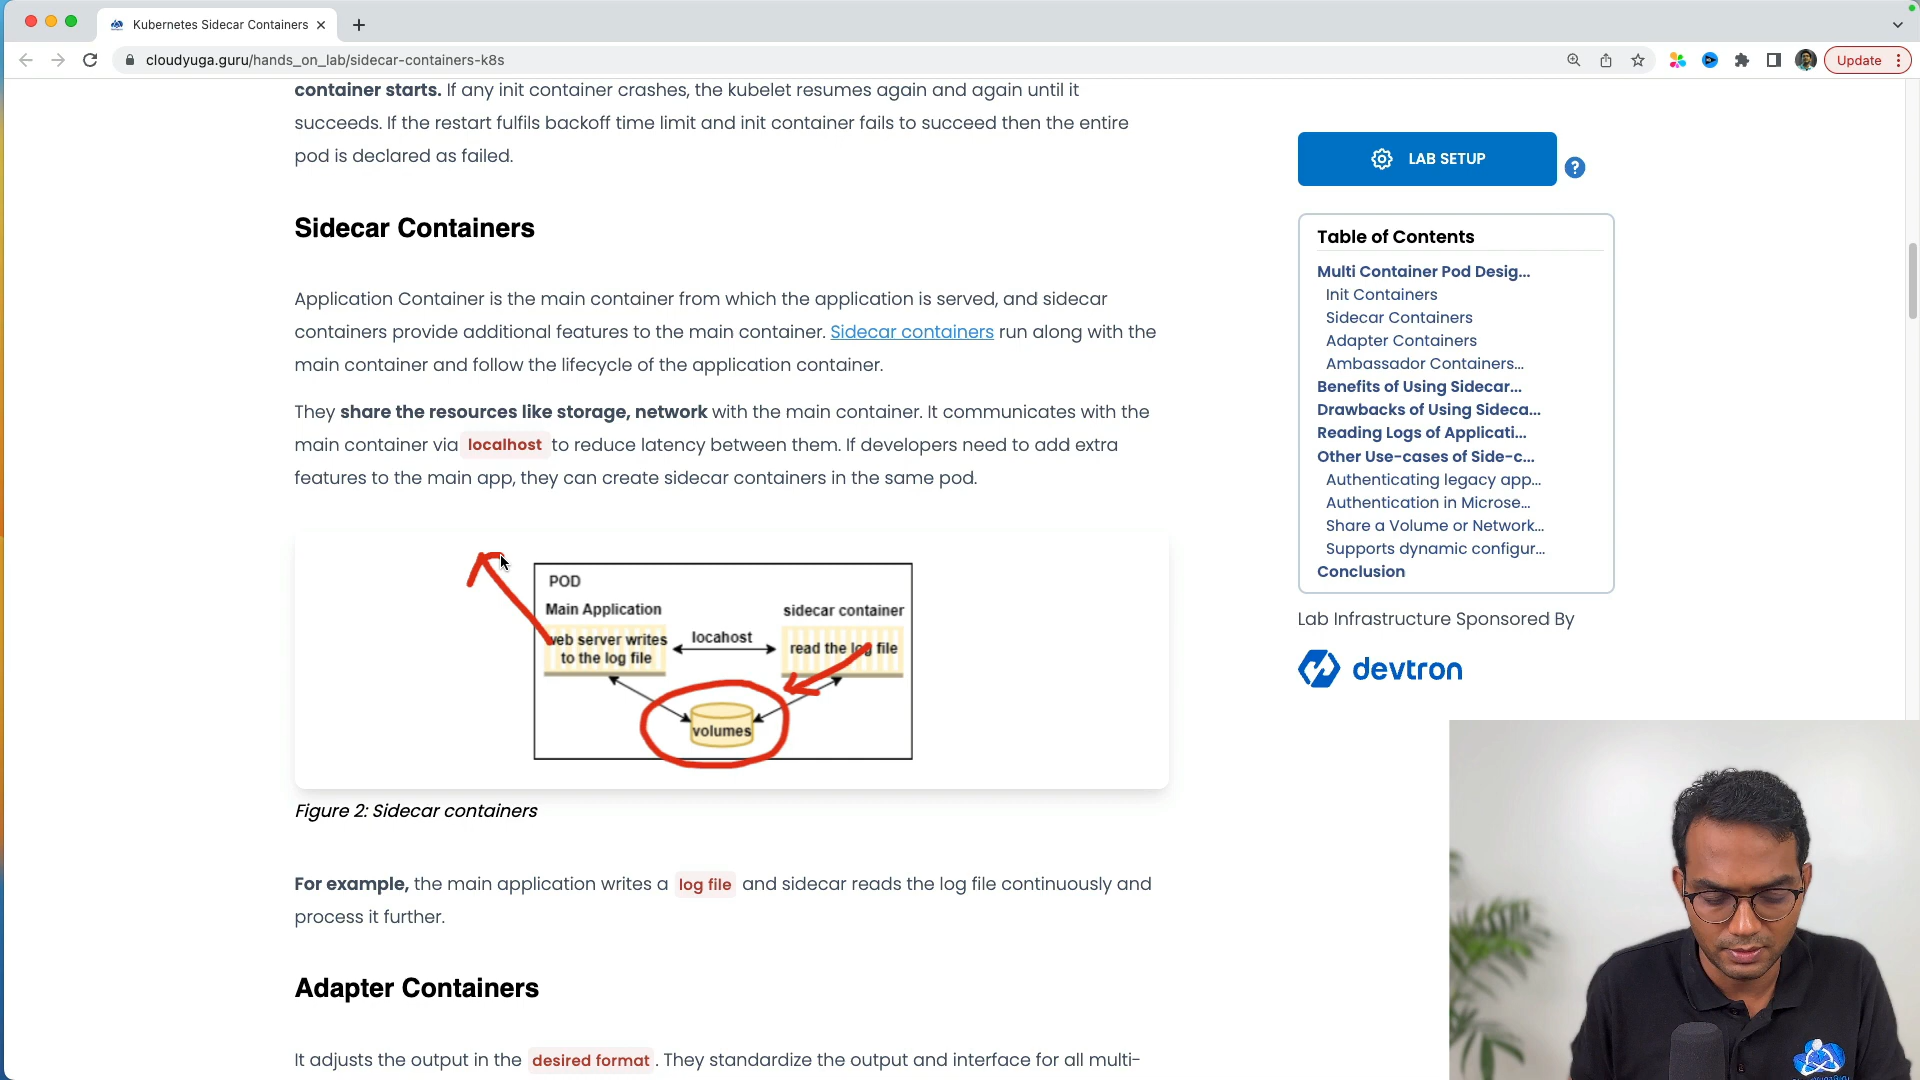 Kubernetes Sidecar Containers
cloudyuga.guru/hands_on_lab/sidecar-containers-k8s
Update
container starts. If any init container crashes, the kubelet resumes again and again until it
succeeds. If the restart fulfils backoff time limit and init container fails to succeed then the entire
pod is declared as failed.
Sidecar Containers
Application Container is the main container from which the application is served, and sidecar
containers provide additional features to the main container. Sidecar containers run along with the
main container and follow the lifecycle of the application container.
They share the resources like storage, network with the main container. It communicates with the
main container via localhost to reduce latency between them. If developers need to add extra
features to the main app, they can create sidecar containers in the same pod.
POD
Main Application
web server writes
to the log file
locahost
sidecar container
read the log file
volumes
Figure 2: Sidecar containers
For example, the main application writes a log file and sidecar reads the log file continuously and
process it further.
Adapter Containers
It adjusts the output in the desired format. They standardize the output and interface for all multi-
LAB SETUP
?
Table of Contents
Multi Container Pod Desig...
Init Containers
Sidecar Containers
Adapter Containers
Ambassador Containers...
Benefits of Using Sidecar...
Drawbacks of Using Sideca...
Reading Logs of Applicati...
Other Use-cases of Side-c...
Authenticating legacy app...
Authentication in Microse...
Share a Volume or Network...
Supports dynamic configur...
Conclusion
Lab Infrastructure Sponsored By
devtron